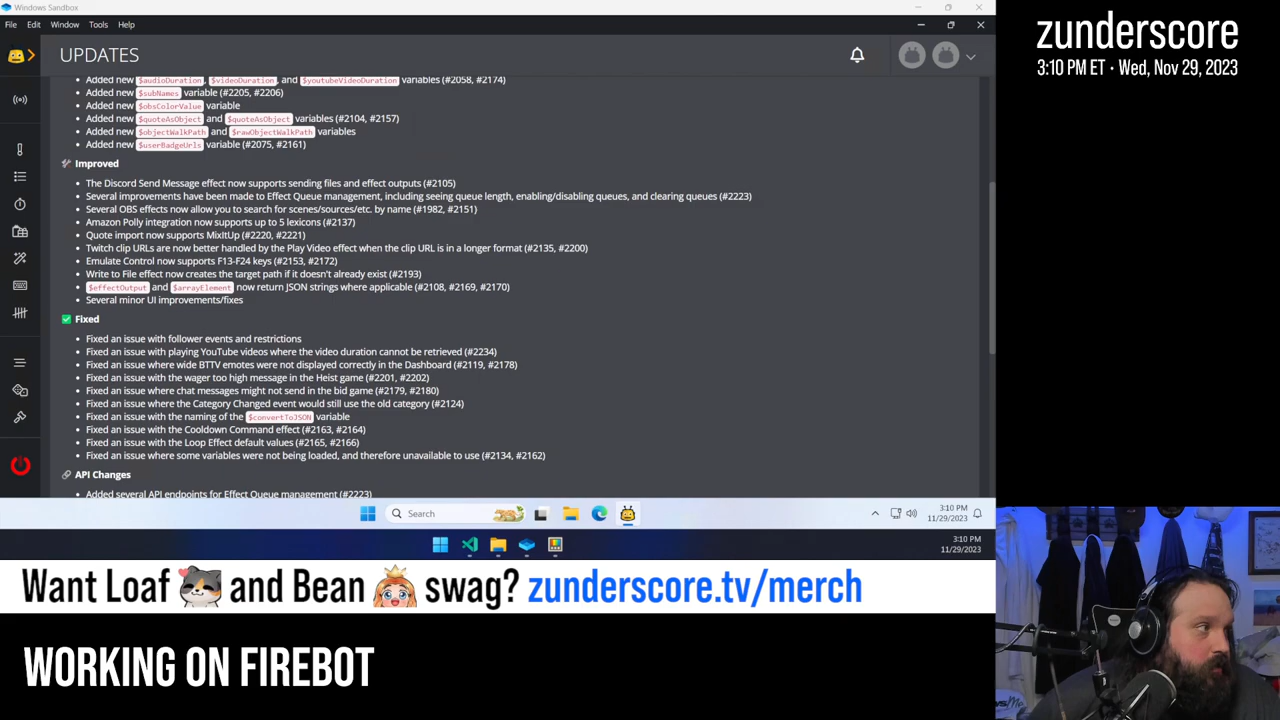 Windows Sandbox
File Edit Window Tools Help
UPDATES
Added new $audioDuration, $videoDuration, and $youtubeVideoDuration variables (#2058, #2174)
Added new $subNames variable (#2205, #2206)
Added new $obsColorValue variable
Added new $quoteAsObject and $quoteAsObject variables (#2104, #2157)
Added new $objectWalkPath and $rawObjectWalkPath variables
Added new $userBadgeUrls variable (#2075, #2161)
🛠️ Improved
The Discord Send Message effect now supports sending files and effect outputs (#2105)
Several improvements have been made to Effect Queue management, including seeing queue length, enabling/disabling queues, and clearing queues (#2223)
Several OBS effects now allow you to search for scenes/sources/etc. by name (#1982, #2151)
Amazon Polly integration now supports up to 5 lexicons (#2137)
Quote import now supports MixItUp (#2220, #2221)
Twitch clip URLs are now better handled by the Play Video effect when the clip URL is in a longer format (#2135, #2200)
Emulate Control now supports F13-F24 keys (#2153, #2172)
Write to File effect now creates the target path if it doesn't already exist (#2193)
$effectOutput and $arrayElement now return JSON strings where applicable (#2108, #2169, #2170)
Several minor UI improvements/fixes
✅ Fixed
Fixed an issue with follower events and restrictions
Fixed an issue with playing YouTube videos where the video duration cannot be retrieved (#2234)
Fixed an issue where wide BTTV emotes were not displayed correctly in the Dashboard (#2119, #2178)
Fixed an issue with the wager too high message in the Heist game (#2201, #2202)
Fixed an issue where chat messages might not send in the bid game (#2179, #2180)
Fixed an issue where the Category Changed event would still use the old category (#2124)
Fixed an issue with the naming of the $convertToJSON variable
Fixed an issue with the Cooldown Command effect (#2163, #2164)
Fixed an issue with the Loop Effect default values (#2165, #2166)
Fixed an issue where some variables were not being loaded, and therefore unavailable to use (#2134, #2162)
🔗 API Changes
Added several API endpoints for Effect Queue management (#2223)
Search
3:10 PM
11/29/2023
3:10 PM
11/29/2023
zunderscore
3:10 PM ET • Wed, Nov 29, 2023
Want Loaf and Bean swag? zunderscore.tv/merch
WORKING ON FIREBOT